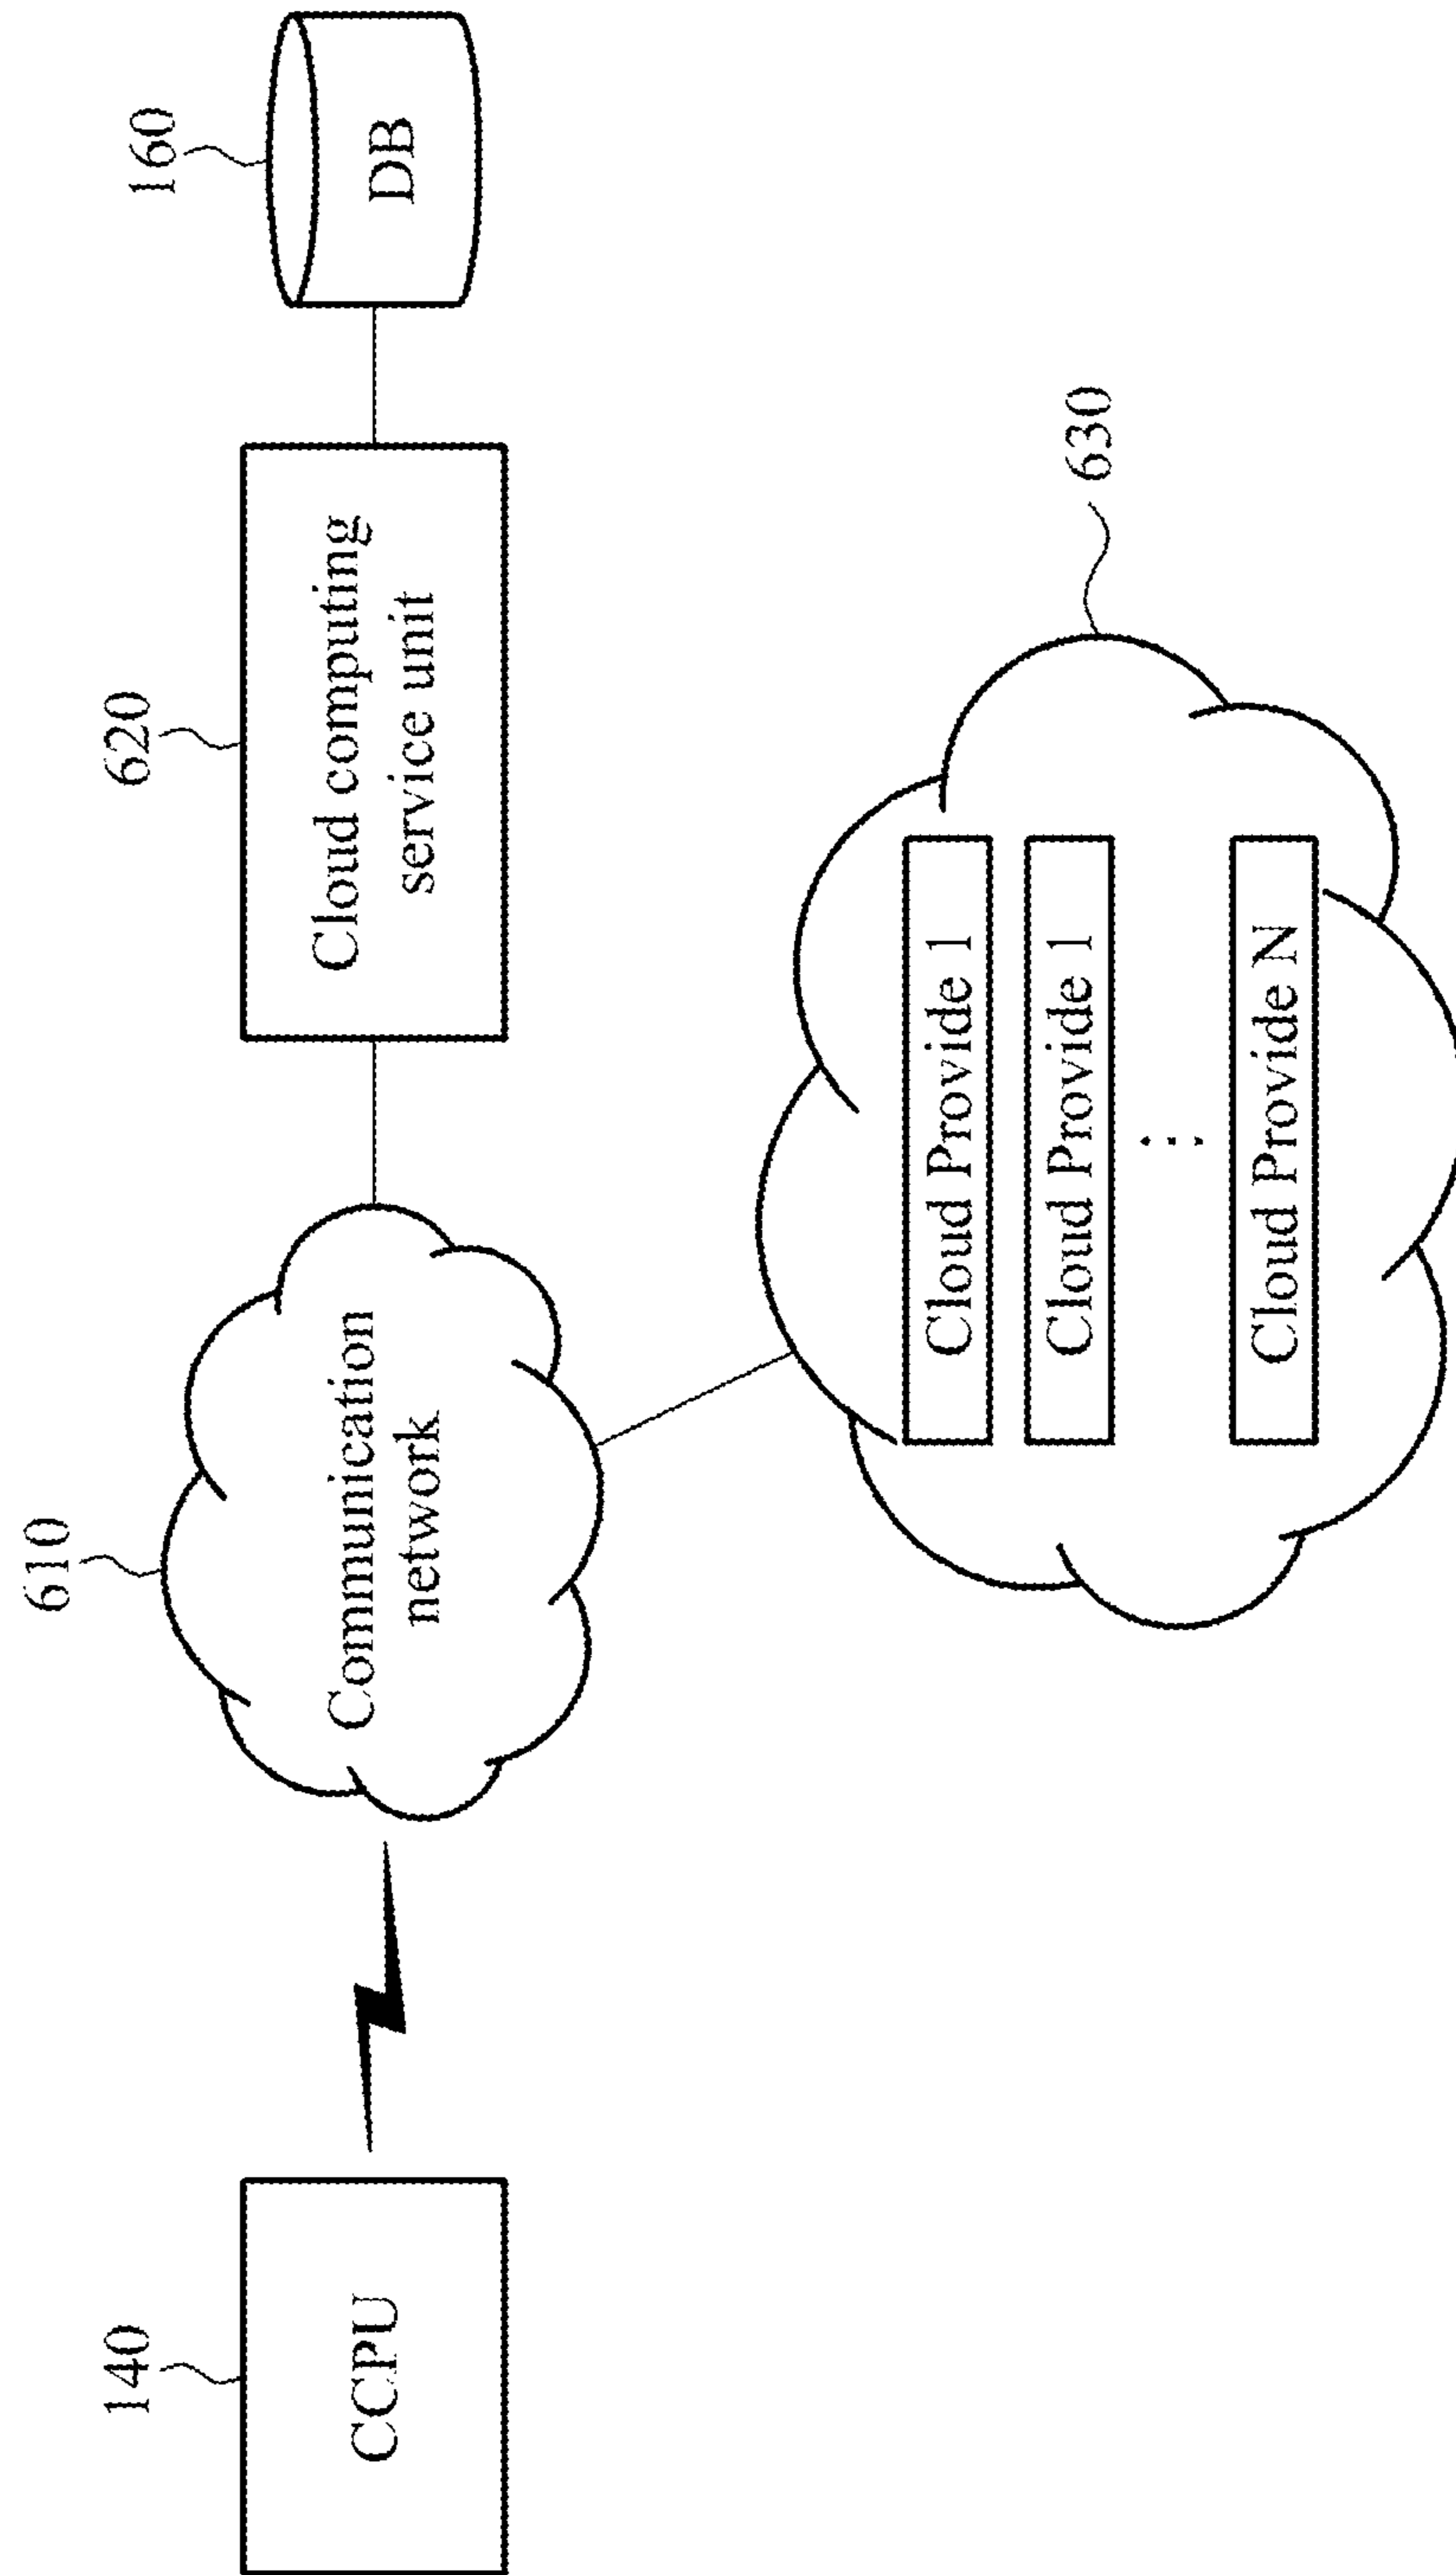 140
CCPU
610
Communication
network
620
Cloud computing
service unit
160
DB
630
Cloud Provide 1
Cloud Provide 1
Cloud Provide N